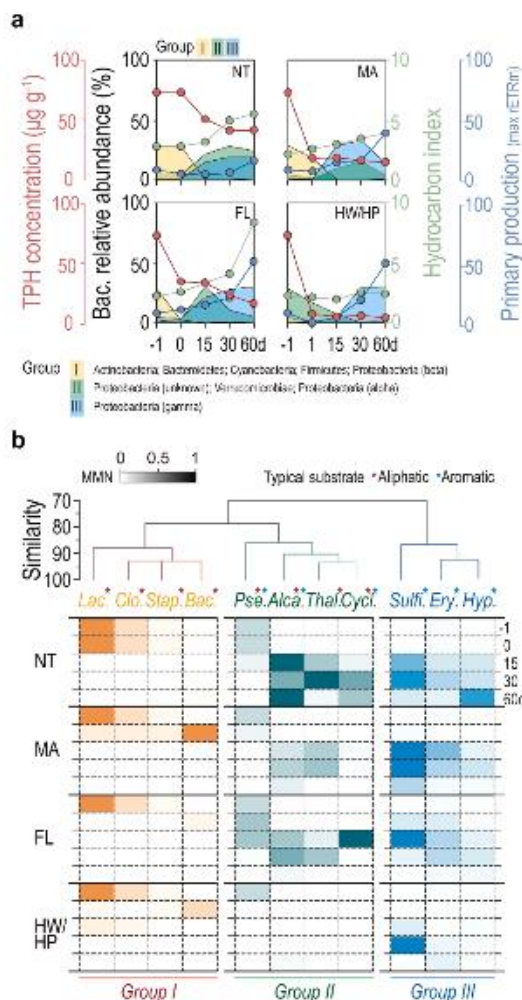 a
Group I II III
NT
MA
FL
HW/HP
TPH concentration (µg g⁻¹)
Bac. relative abundance (%)
Hydrocarbon index
Primary production (max rETRm)
100 100 10 100
50 50 5 50
0 0 0 0
100 100 10 100
50 50 5 50
0 0 0 0
-1 0 15 30 60d -1 1 15 30 60d
Group
I Actinobacteria; Bacteroidetes; Cyanobacteria; Firmicutes; Proteobacteria (beta)
II Proteobacteria (unknown); Verrucomicrobiae; Proteobacteria (alpha)
III Proteobacteria (gamma)
b
0 0.5 1
MMN
Typical substrate *Aliphatic *Aromatic
Similarity
70
80
90
100
Lac.* Clo.* Stap.* Bac.* Pse.** Alca.** Thal.* Cycl.** Sulfi.* Ery.* Hyp.*
NT
-1
0
15
30
60d
MA
FL
HW/
HP
Group I Group II Group III